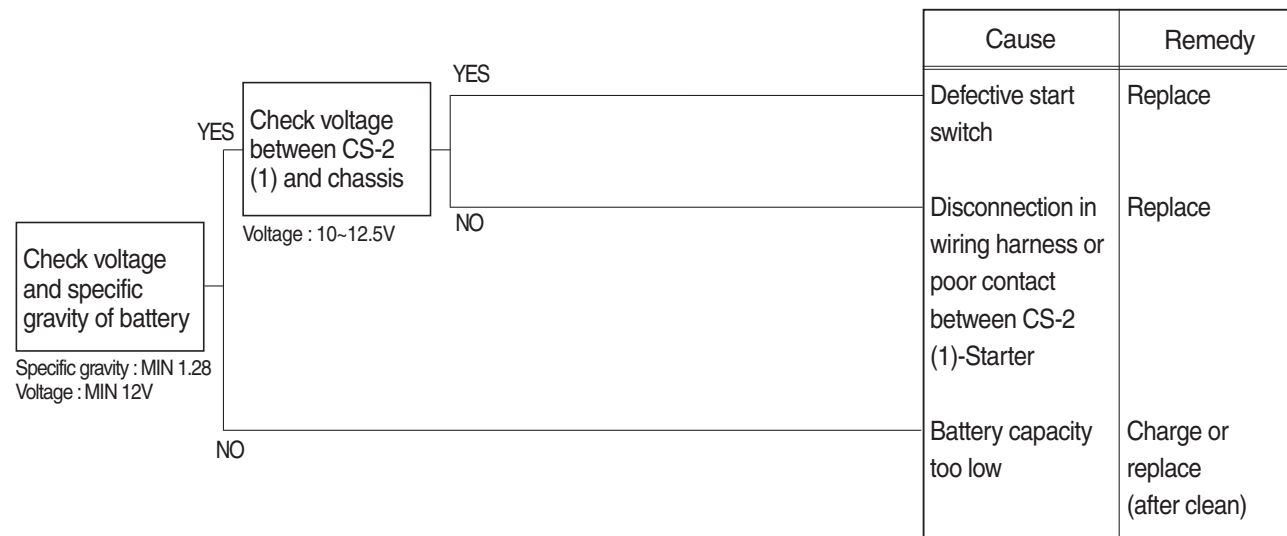 Cause
Remedy
YES
Defective start
switch
Replace
YES
Check voltage
between CS-2
(1) and chassis
Voltage : 10~12.5V
NO
Disconnection in
wiring harness or
poor contact
between CS-2
(1)-Starter
Replace
Check voltage
and specific
gravity of battery
Specific gravity : MIN 1.28
Voltage : MIN 12V
NO
Battery capacity
too low
Charge or
replace
(after clean)